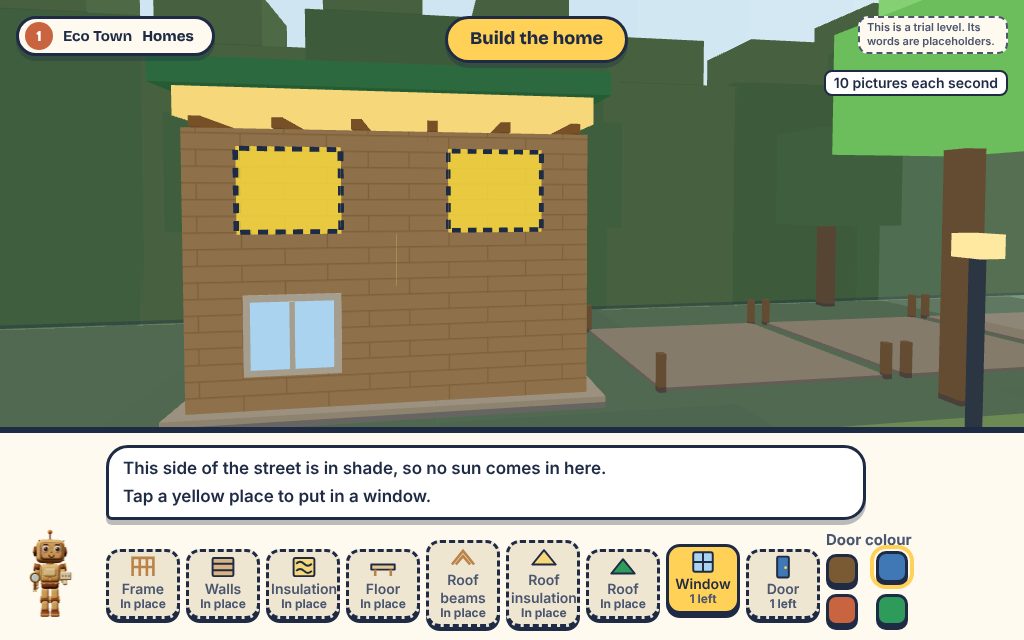 1 Eco Town Homes
Build the home
This is a trial level. Its
words are placeholders.
10 pictures each second
This side of the street is in shade, so no sun comes in here.
Tap a yellow place to put in a window.
Frame
In place
Walls
In place
Insulation
In place
Floor
In place
Roof
beams
In place
Roof
insulation
In place
Roof
In place
Window
1 left
Door
1 left
Door colour